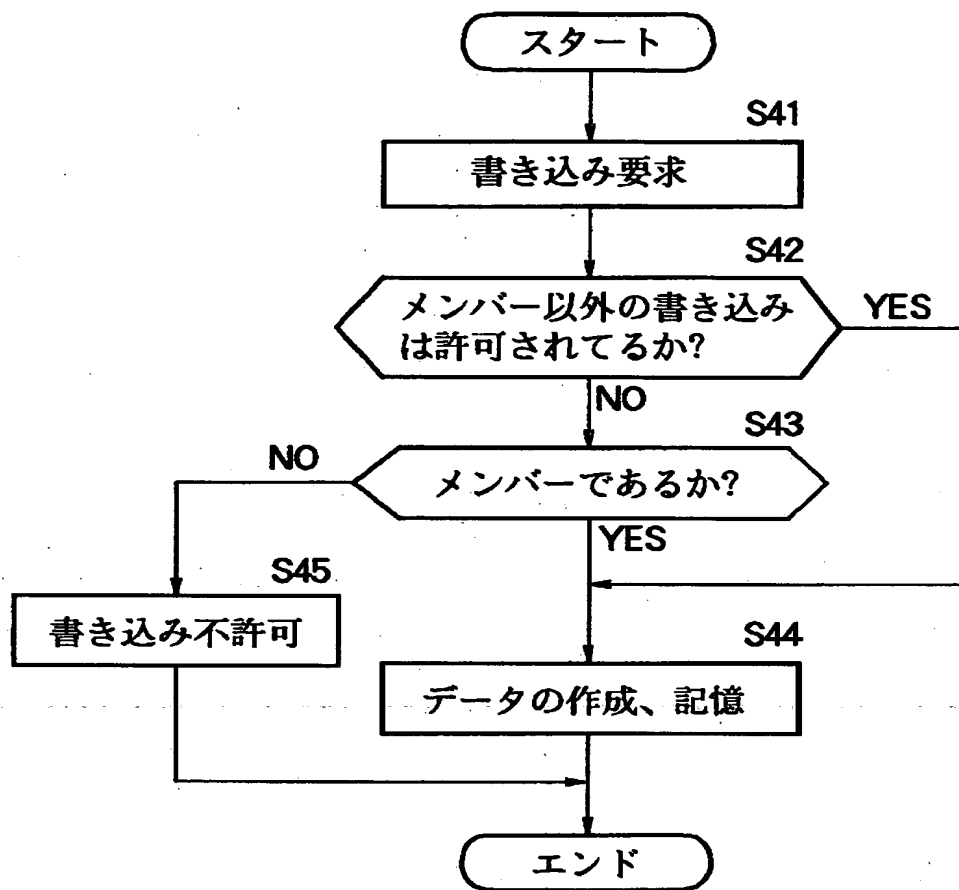 スタート
S41
書き込み要求
S42
メンバー以外の書き込み
は許可されてるか?
YES
NO
S43
メンバーであるか?
NO
YES
S45
書き込み不許可
S44
データの作成、記憶
エンド